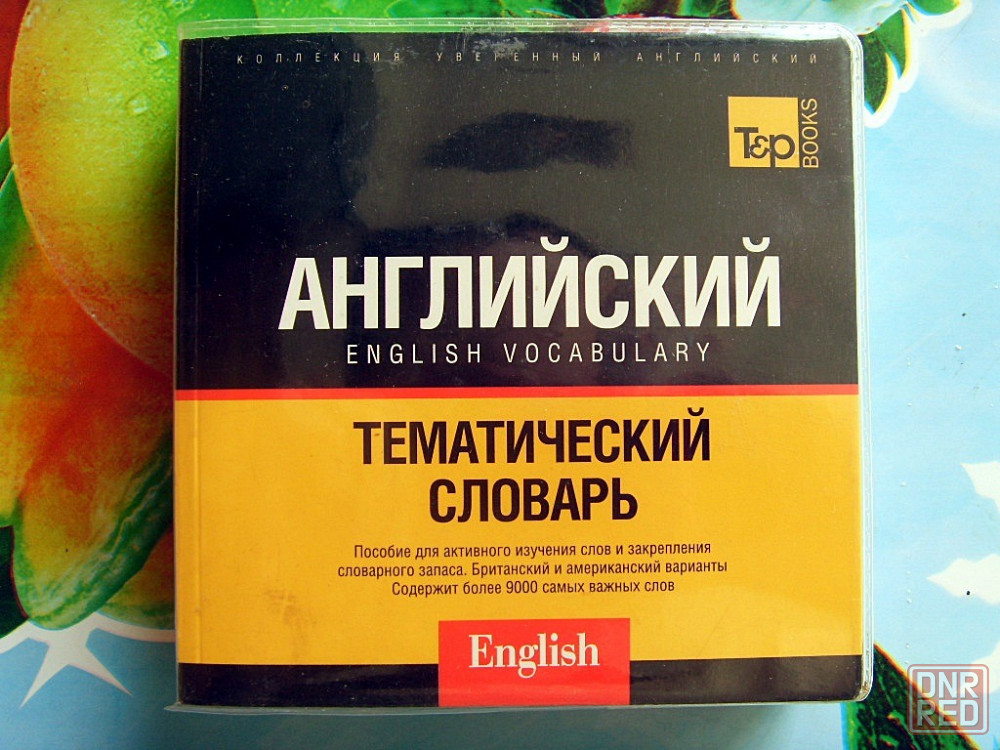 КОЛЛЕКЦИЯ УВЕРЕННЫЙ АНГЛИЙСКИЙ
T&P BOOKS
АНГЛИЙСКИЙ
ENGLISH VOCABULARY
ТЕМАТИЧЕСКИЙ
СЛОВАРЬ
Пособие для активного изучения слов и закрепления
словарного запаса. Британский и американский варианты
Содержит более 9000 самых важных слов
English
DNR
RED